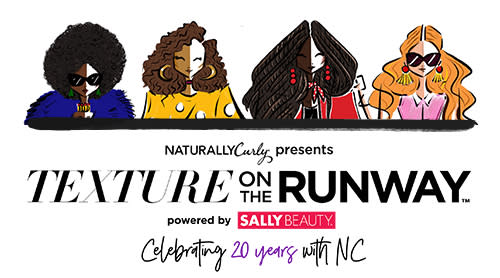 NATURALLYCurly presents
TEXTURE ON THE RUNWAY™
powered by SALLY BEAUTY.
Celebrating 20 years with NC